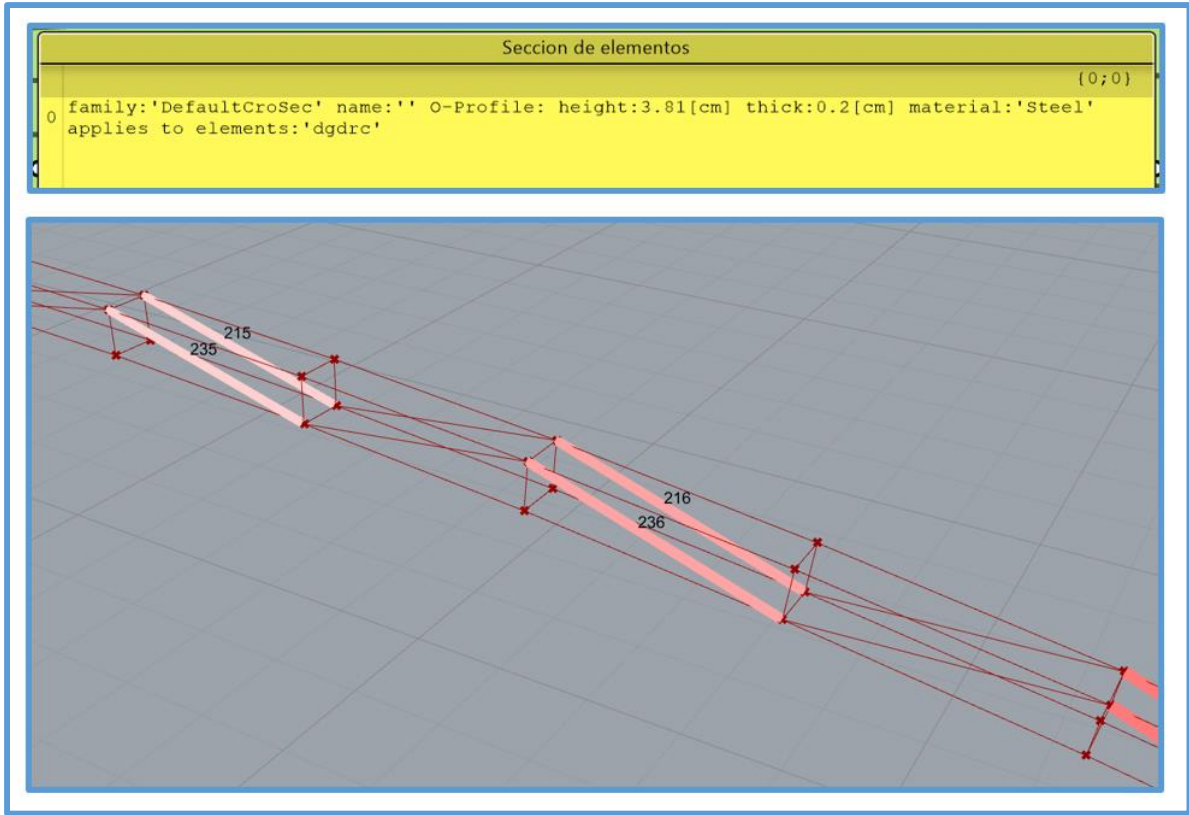 Seccion de elementos
{0;0}
0 family:'DefaultCroSec' name:'' O-Profile: height:3.81[cm] thick:0.2[cm] material:'Steel'
applies to elements:'dgdrc'
215
235
216
236